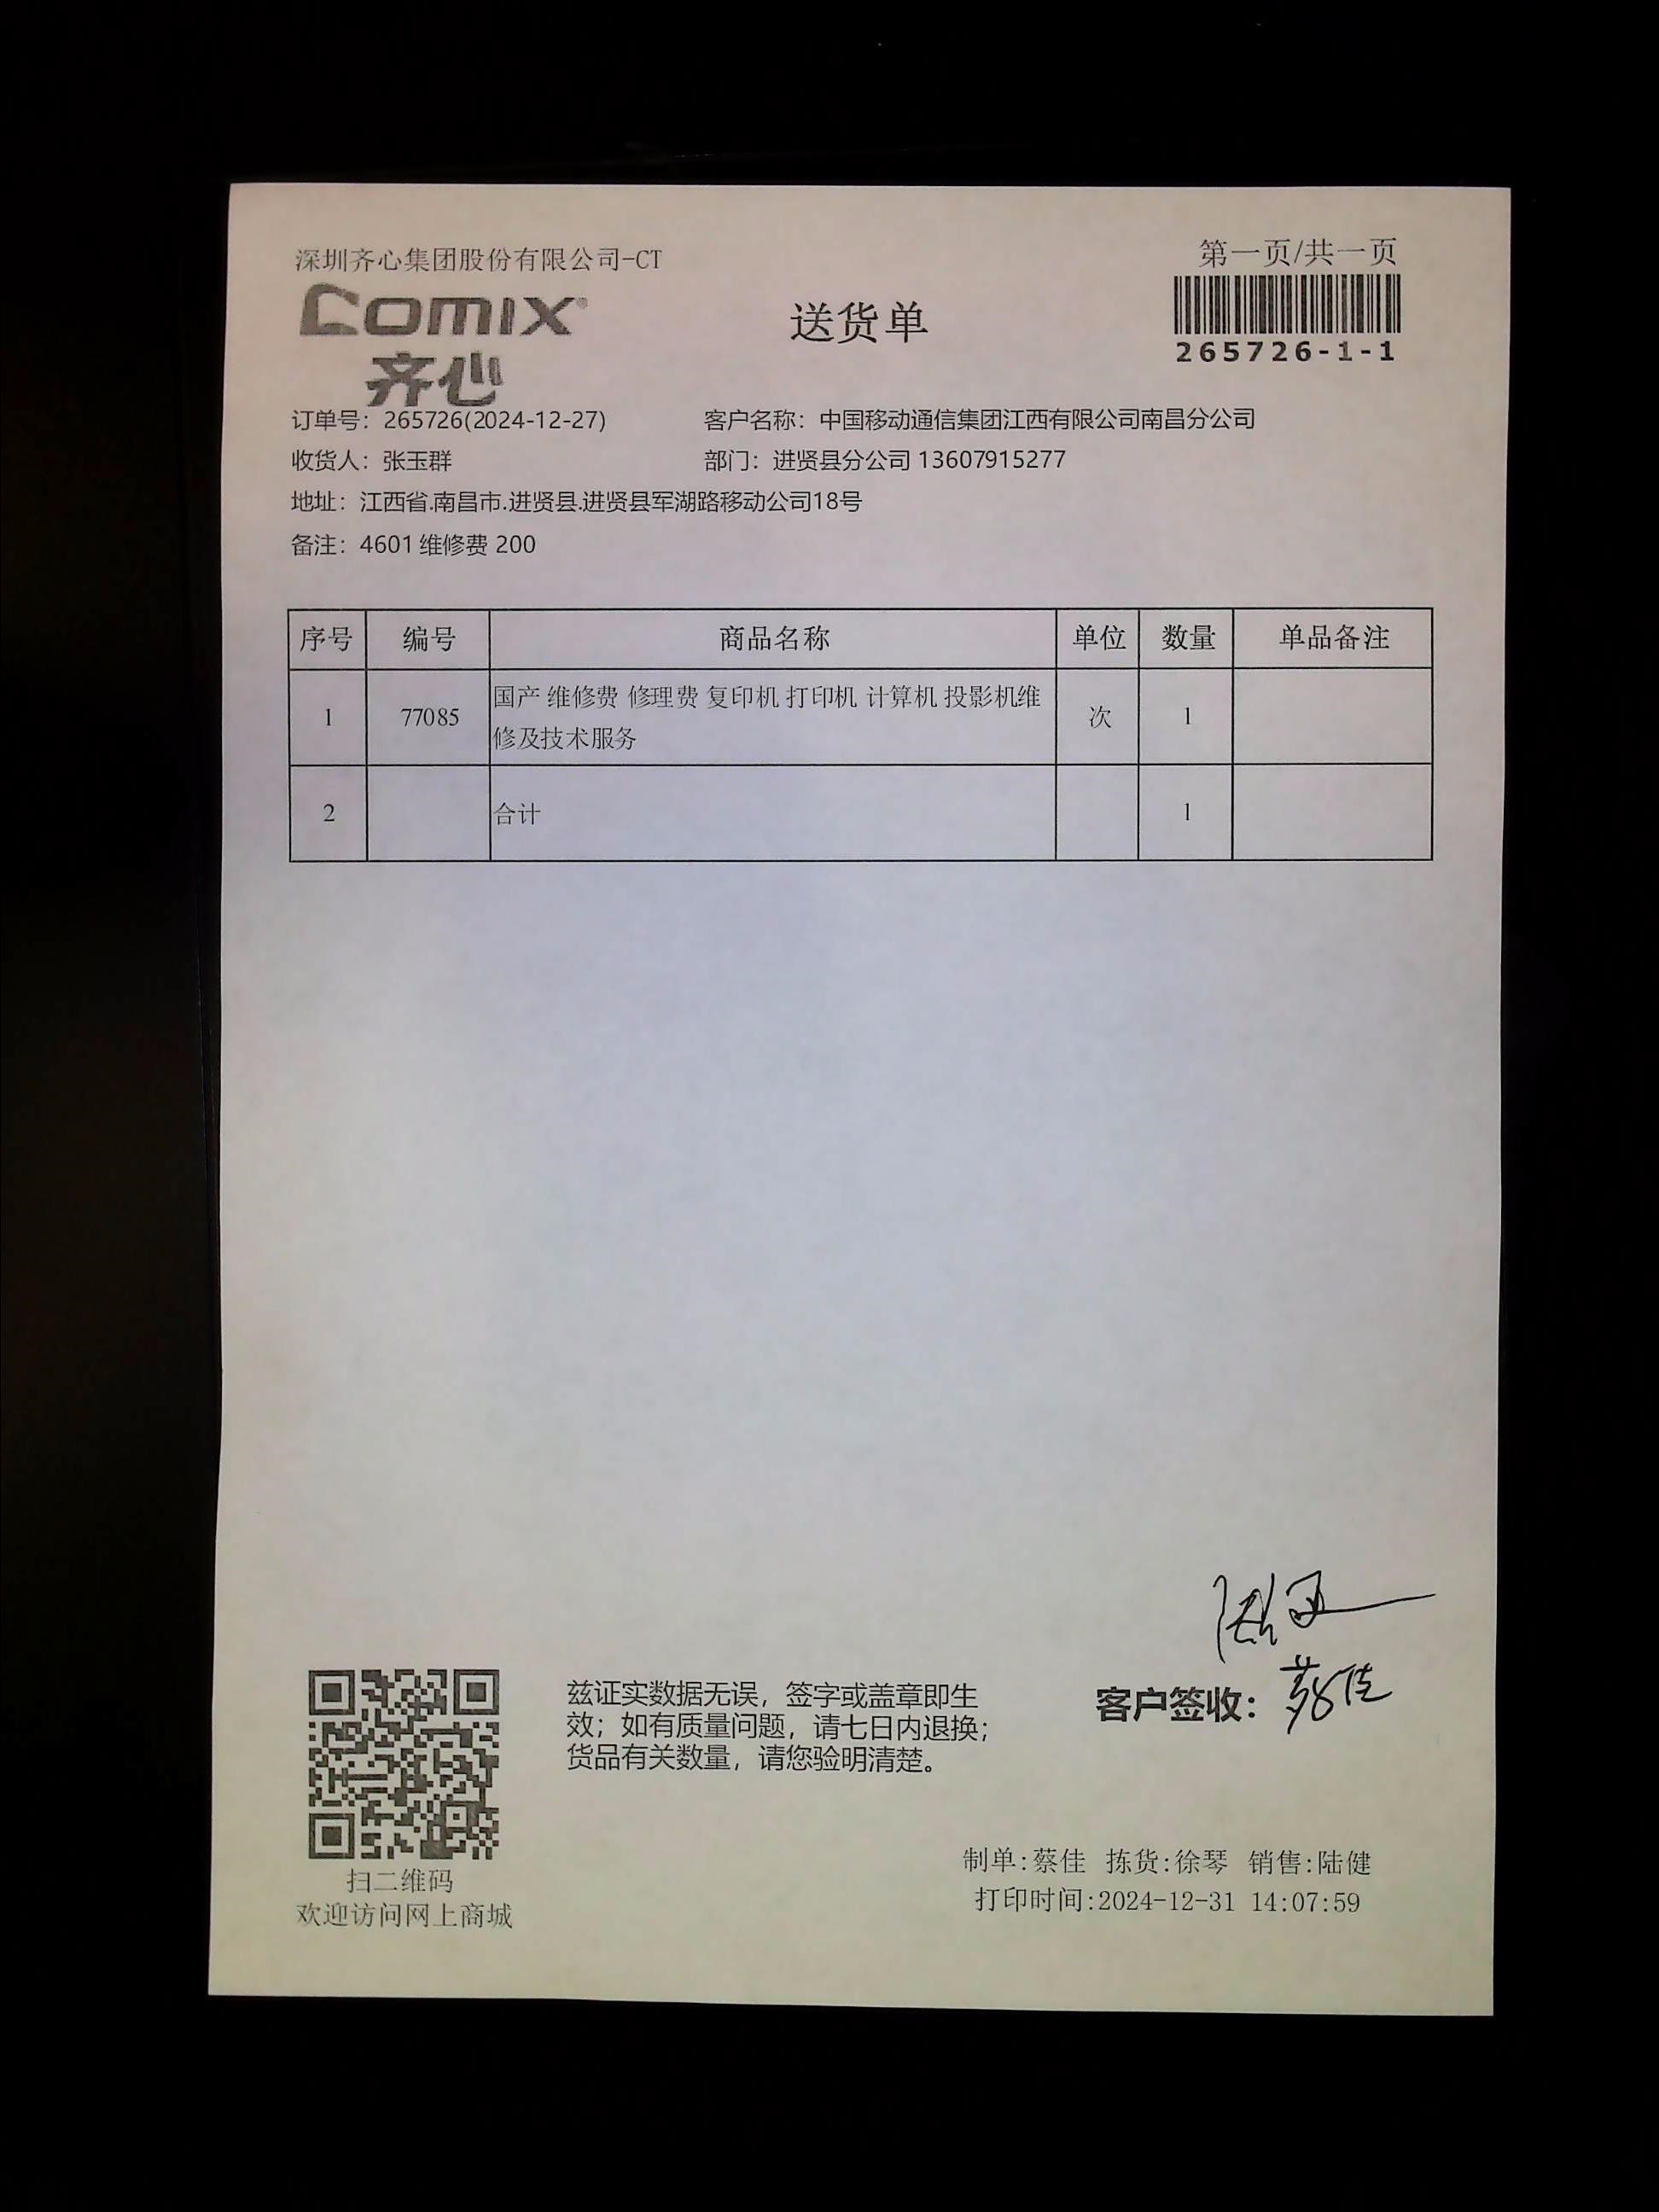 深圳齐心集团股份有限公司-CT
第一页/共一页
comix
齐心
送货单
265726-1-1
订单号：265726(2024-12-27)
客户名称：中国移动通信集团江西有限公司南昌分公司
收货人：张玉群
部门：进贤县分公司 13607915277
地址：江西省.南昌市.进贤县.进贤县军湖路移动公司18号
备注：4601 维修费 200
序号 编号 商品名称 单位 数量 单品备注
国产 维修费 修理费 复印机 打印机 计算机 投影机维
1 77085 次 1
修及技术服务
2 合计 1
兹证实数据无误，签字或盖章即生
效；如有质量问题，请七日内退换；
货品有关数量，请您验明清楚。
客户签收：蔡佳
扫二维码
欢迎访问网上商城
制单:蔡佳 拣货:徐琴 销售:陆健
打印时间:2024-12-31 14:07:59